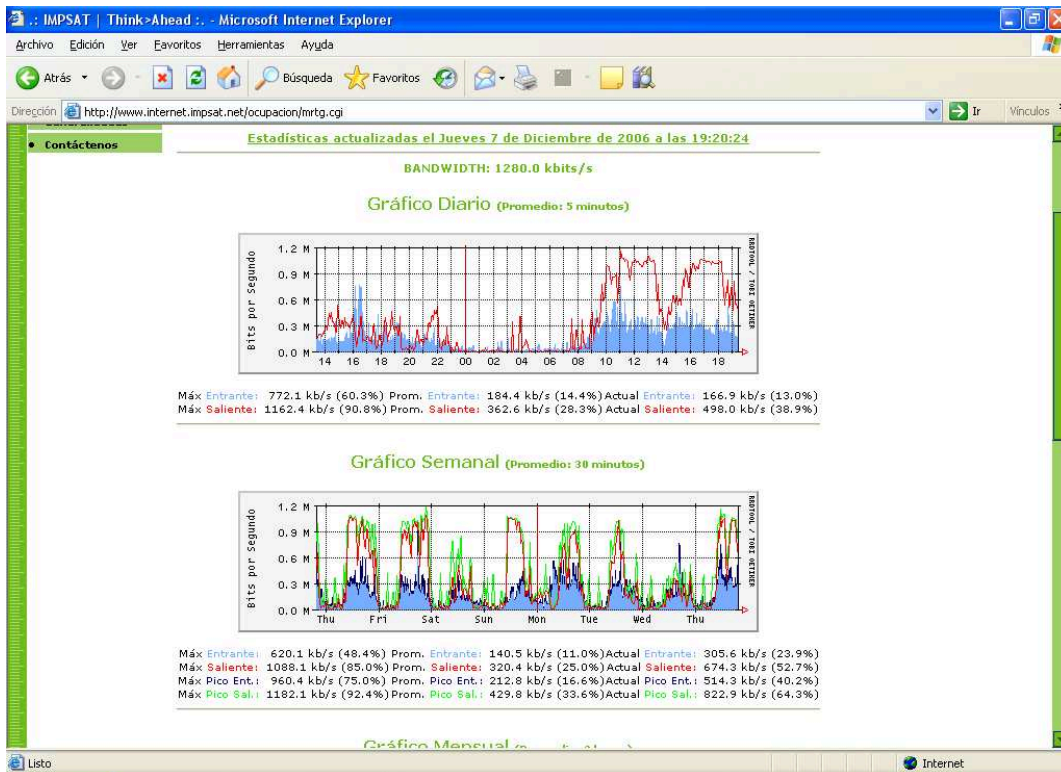 .: IMPSAT | Think>Ahead :. - Microsoft Internet Explorer
Archivo Edición Ver Favoritos Herramientas Ayuda
Atrás Búsqueda Favoritos
Dirección http://www.internet.impsat.net/ocupacion/mrtg.cgi Ir Vínculos
Contáctenos
Estadísticas actualizadas el Jueves 7 de Diciembre de 2006 a las 19:20:24
BANDWIDTH: 1280.0 kbits/s
Gráfico Diario (Promedio: 5 minutos)
Bits por Segundo
1.2 M
0.9 M
0.6 M
0.3 M
0.0 M
14 16 18 20 22 00 02 04 06 08 10 12 14 16 18
RRDTOOL / TOBI OETIKER
Máx Entrante: 772.1 kb/s (60.3%) Prom. Entrante: 184.4 kb/s (14.4%) Actual Entrante: 166.9 kb/s (13.0%)
Máx Saliente: 1162.4 kb/s (90.8%) Prom. Saliente: 362.6 kb/s (28.3%) Actual Saliente: 498.0 kb/s (38.9%)
Gráfico Semanal (Promedio: 30 minutos)
Bits por Segundo
1.2 M
0.9 M
0.6 M
0.3 M
0.0 M
Thu Fri Sat Sun Mon Tue Wed Thu
RRDTOOL / TOBI OETIKER
Máx Entrante: 620.1 kb/s (48.4%) Prom. Entrante: 140.5 kb/s (11.0%) Actual Entrante: 305.6 kb/s (23.9%)
Máx Saliente: 1088.1 kb/s (85.0%) Prom. Saliente: 320.4 kb/s (25.0%) Actual Saliente: 674.3 kb/s (52.7%)
Máx Pico Ent.: 960.4 kb/s (75.0%) Prom. Pico Ent.: 212.8 kb/s (16.6%) Actual Pico Ent.: 514.3 kb/s (40.2%)
Máx Pico Sal.: 1182.1 kb/s (92.4%) Prom. Pico Sal.: 429.8 kb/s (33.6%) Actual Pico Sal.: 822.9 kb/s (64.3%)
Gráfico Mensual
Listo Internet